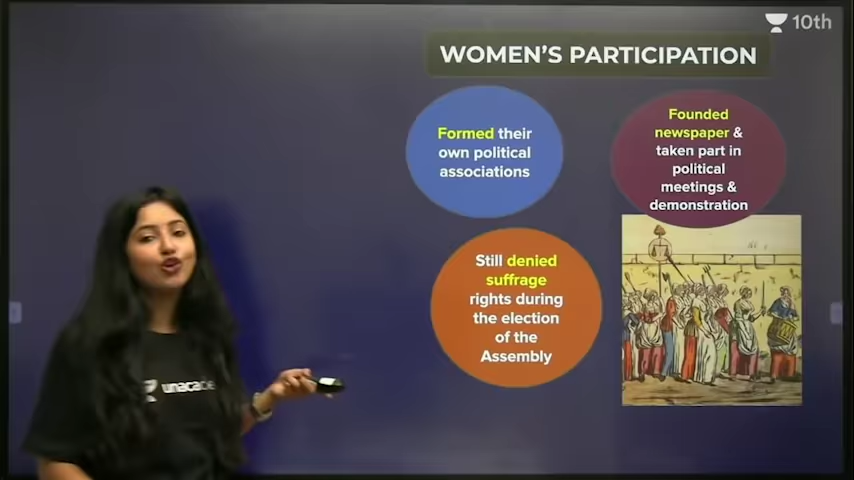 10th
WOMEN'S PARTICIPATION
Formed their
own political
associations
Founded
newspaper &
taken part in
political
meetings &
demonstration
Still denied
suffrage
rights during
the election
of the
Assembly